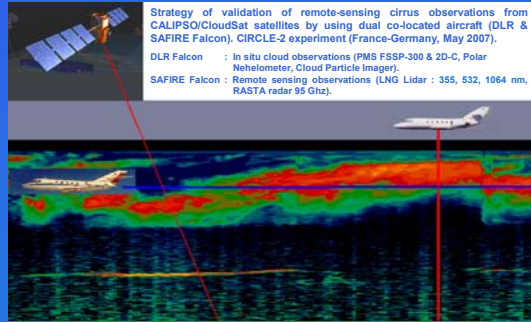 Strategy of validation of remote-sensing cirrus observations from
CALIPSO/CloudSat satellites by using dual co-located aircraft (DLR &
SAFIRE Falcon). CIRCLE-2 experiment (France-Germany, May 2007).
DLR Falcon : In situ cloud observations (PMS FSSP-300 & 2D-C, Polar
Nehelometer, Cloud Particle Imager).
SAFIRE Falcon : Remote sensing observations (LNG Lidar : 355, 532, 1064 nm,
RASTA radar 95 Ghz).